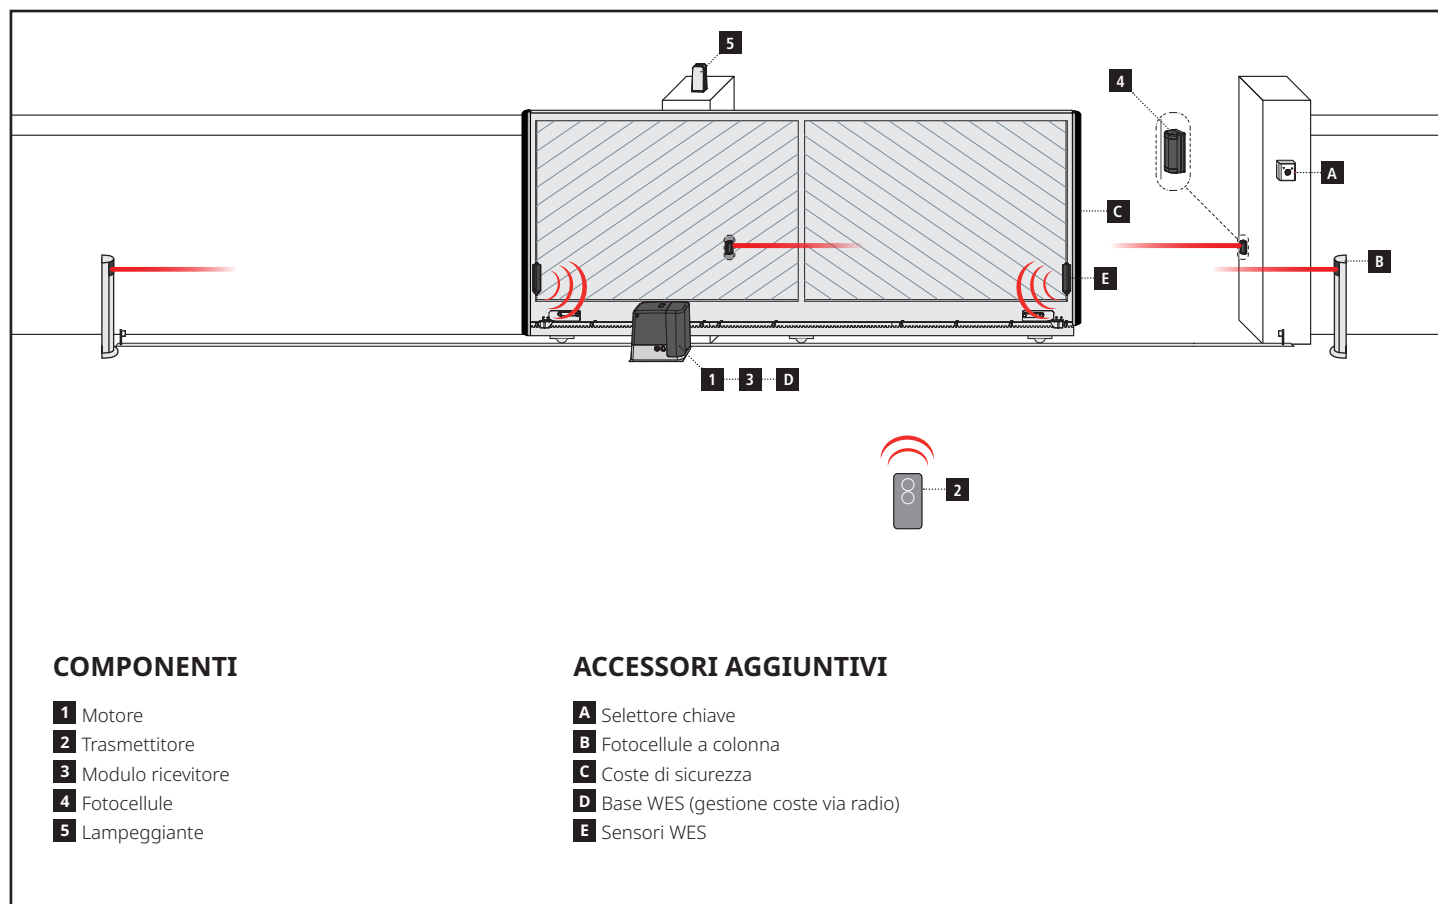 5
4
A
C
B
E
1 3 D
2
COMPONENTI
1 Motore
2 Trasmettitore
3 Modulo ricevitore
4 Fotocellule
5 Lampeggiante
ACCESSORI AGGIUNTIVI
A Selettore chiave
B Fotocellule a colonna
C Coste di sicurezza
D Base WES (gestione coste via radio)
E Sensori WES